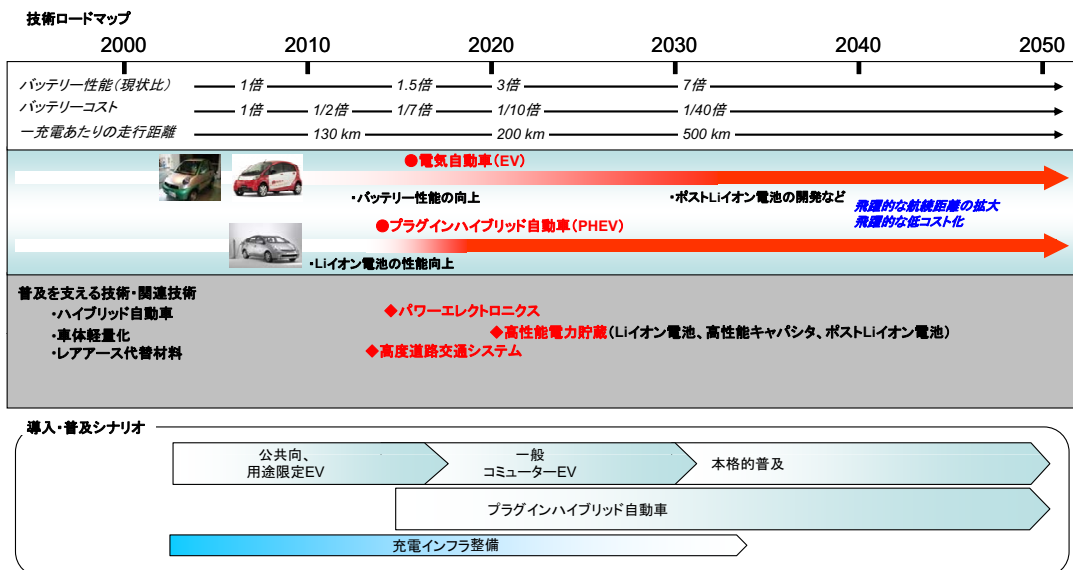 技術ロードマップ
2000 2010 2020 2030 2040 2050
バッテリー性能(現状比) 1倍 1.5倍 3倍 7倍
バッテリーコスト 1倍 1/2倍 1/7倍 1/10倍 1/40倍
一充電あたりの走行距離 130 km 200 km 500 km
●電気自動車(EV)
・バッテリー性能の向上 ・ポストLiイオン電池の開発など
飛躍的な航続距離の拡大
飛躍的な低コスト化
●プラグインハイブリッド自動車(PHEV)
・Liイオン電池の性能向上
普及を支える技術・関連技術
・ハイブリッド自動車
・車体軽量化
・レアアース代替材料
◆パワーエレクトロニクス
◆高性能電力貯蔵(Liイオン電池、高性能キャパシタ、ポストLiイオン電池)
◆高度道路交通システム
導入・普及シナリオ
公共向、
用途限定EV
一般
コミューターEV
本格的普及
プラグインハイブリッド自動車
充電インフラ整備